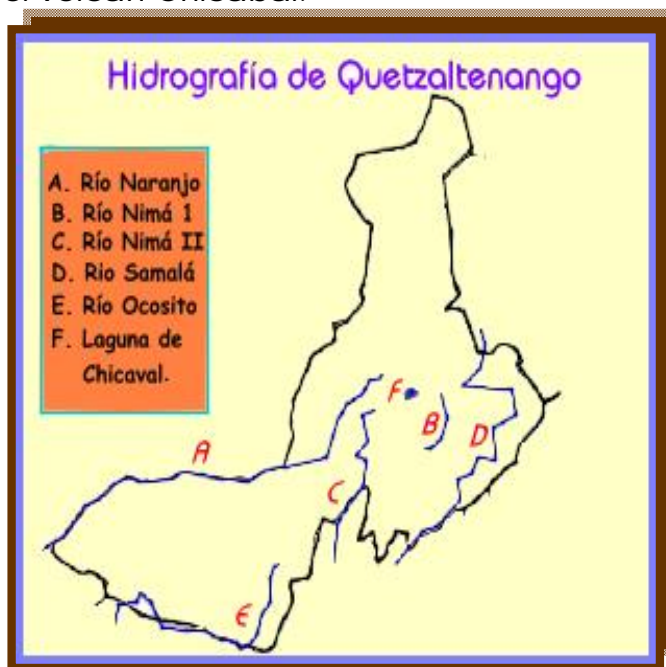 Hidrografía de Quetzaltenango
A. Río Naranjo
B. Río Nimá 1
C. Río Nimá II
D. Rio Samalá
E. Río Ocosito
F. Laguna de
Chicaval.
F
B
D
A
C
E